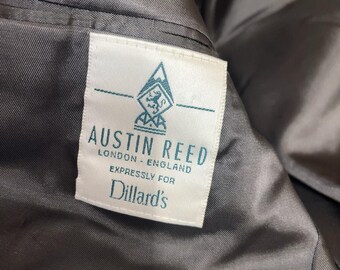 AUSTIN REED
LONDON - ENGLAND
EXPRESSLY FOR
Dillard's